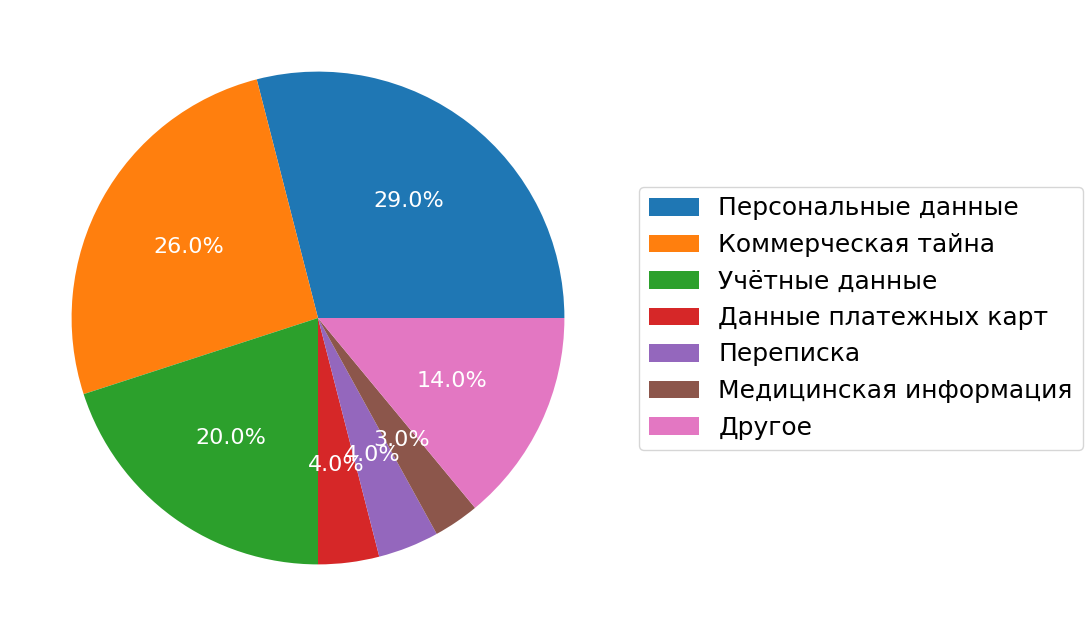 29.0%
26.0%
20.0%
4.0%
4.0%
3.0%
14.0%
Персональные данные
Коммерческая тайна
Учётные данные
Данные платежных карт
Переписка
Медицинская информация
Другое